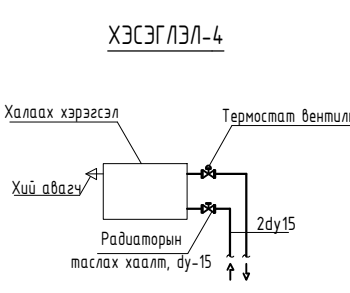 ХЭСЭГЛЭЛ-4
Халаах хэрэгсэл
Термостат вентиль
Хий авагч
2dy15
Радиаторын
таслах хаалт, dy-15